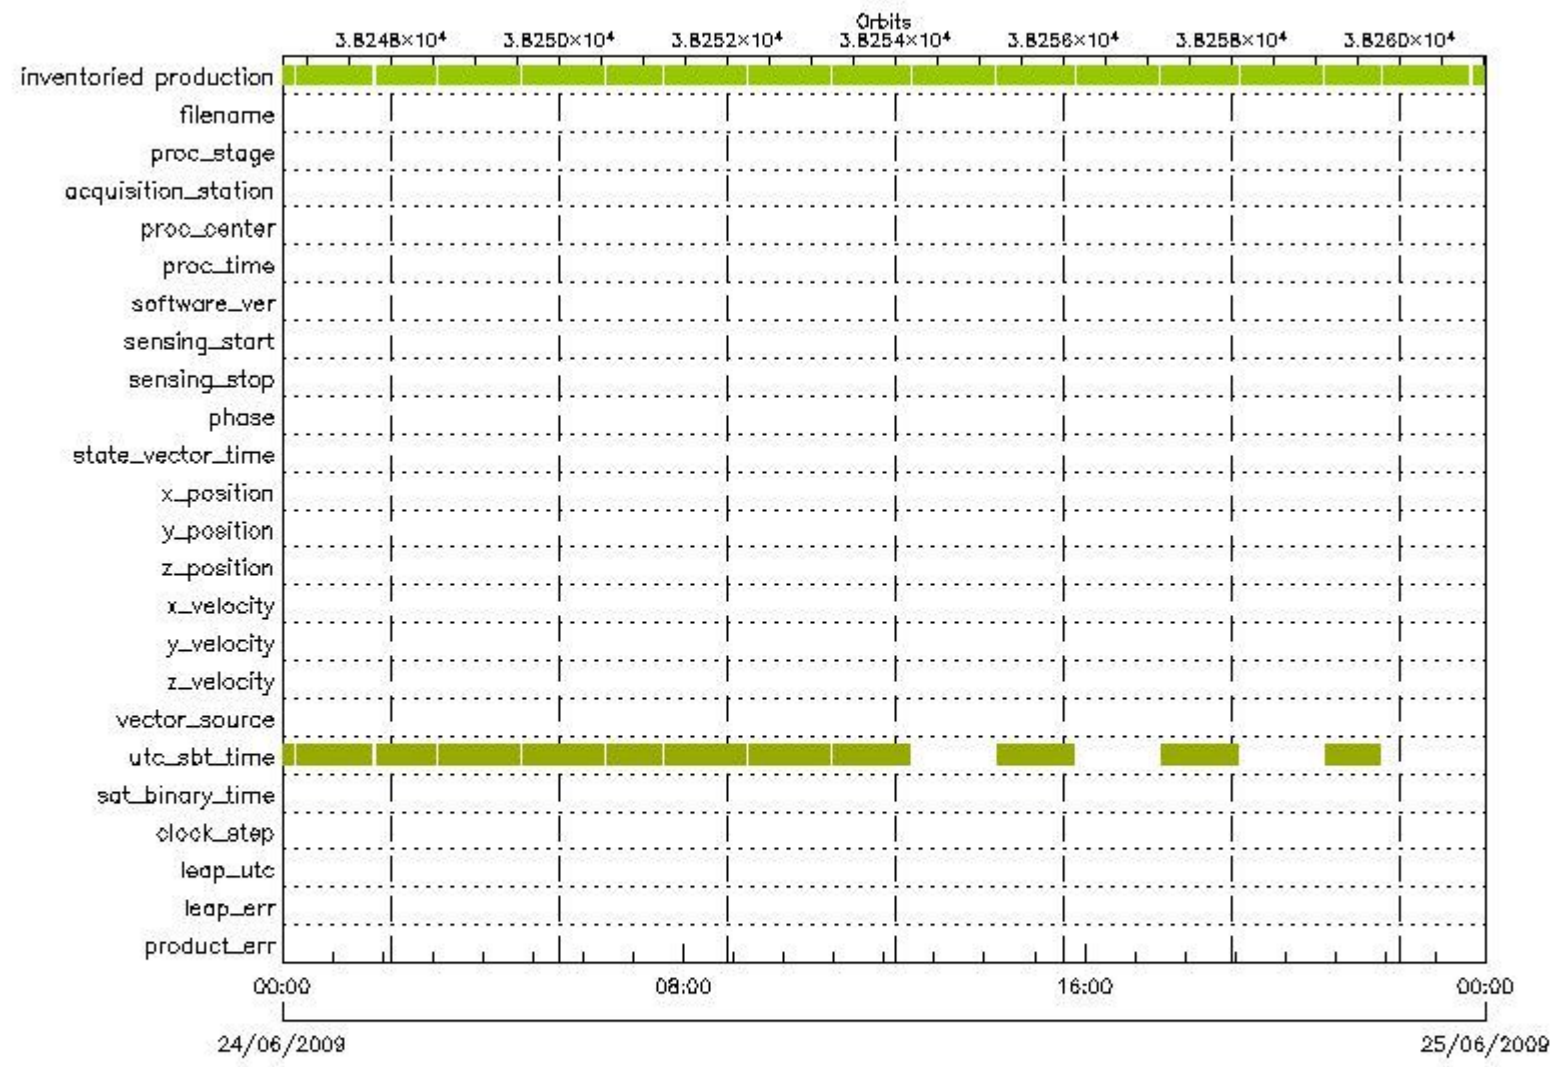 Orbits
3.8248×10⁴ 3.8250×10⁴ 3.8252×10⁴ 3.8254×10⁴ 3.8256×10⁴ 3.8258×10⁴ 3.8260×10⁴
inventoried production
filename
proc_stage
acquisition_station
proc_center
proc_time
software_ver
sensing_start
sensing_stop
phase
state_vector_time
x_position
y_position
z_position
x_velocity
y_velocity
z_velocity
vector_source
utc_sbt_time
sat_binary_time
clock_step
leap_utc
leap_err
product_err
00:00 08:00 16:00 00:00
24/06/2009 25/06/2009